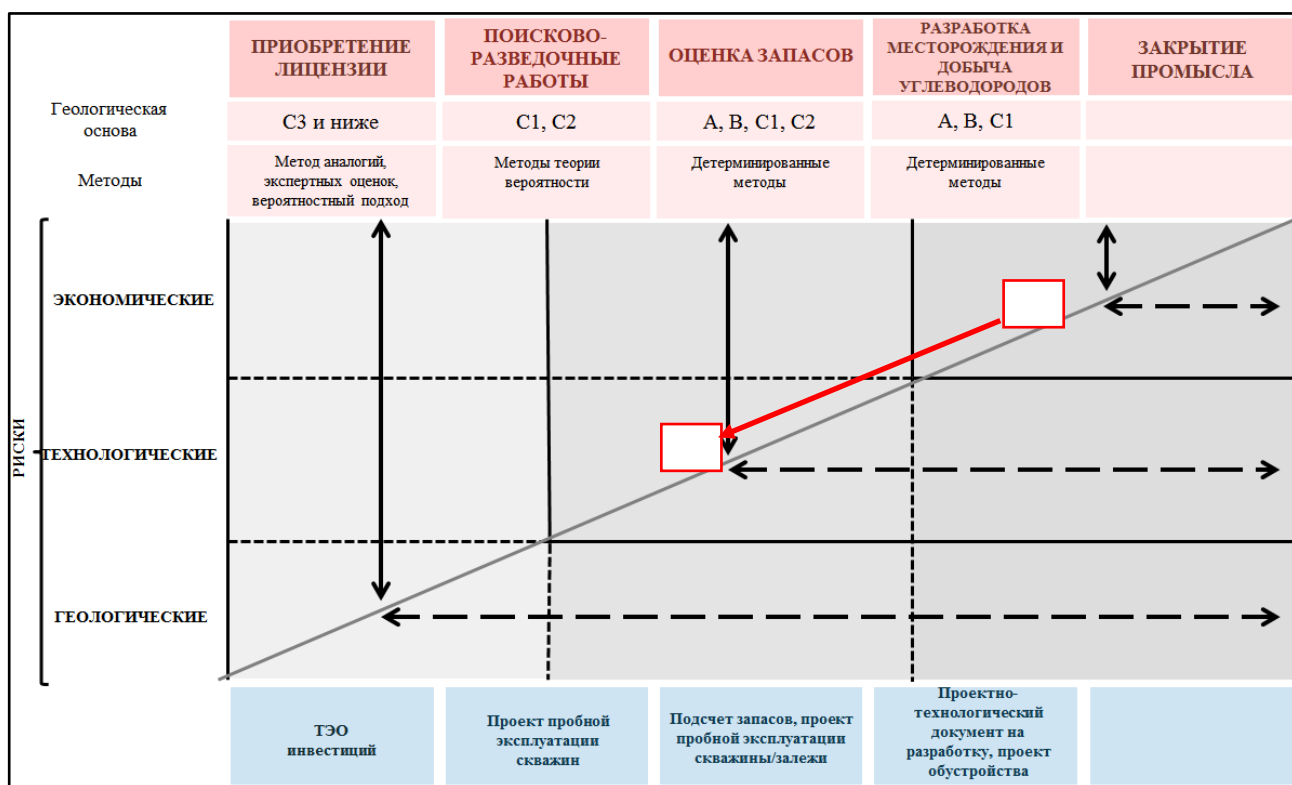 ПРИОБРЕТЕНИЕ
ЛИЦЕНЗИИ
ПОИСКОВО-
РАЗВЕДОЧНЫЕ
РАБОТЫ
ОЦЕНКА ЗАПАСОВ
РАЗРАБОТКА
МЕСТОРОЖДЕНИЯ И
ДОБЫЧА
УГЛЕВОДОРОДОВ
ЗАКРЫТИЕ
ПРОМЫСЛА
Геологическая
основа
С3 и ниже
С1, С2
А, В, С1, С2
А, В, С1
Методы
Метод аналогий,
экспертных оценок,
вероятностный подход
Методы теории
вероятности
Детерминированные
методы
Детерминированные
методы
РИСКИ
ЭКОНОМИЧЕСКИЕ
ТЕХНОЛОГИЧЕСКИЕ
ГЕОЛОГИЧЕСКИЕ
ТЭО
инвестиций
Проект пробной
эксплуатации
скважин
Подсчет запасов, проект
пробной эксплуатации
скважины/залежи
Проектно-
технологический
документ на
разработку, проект
обустройства